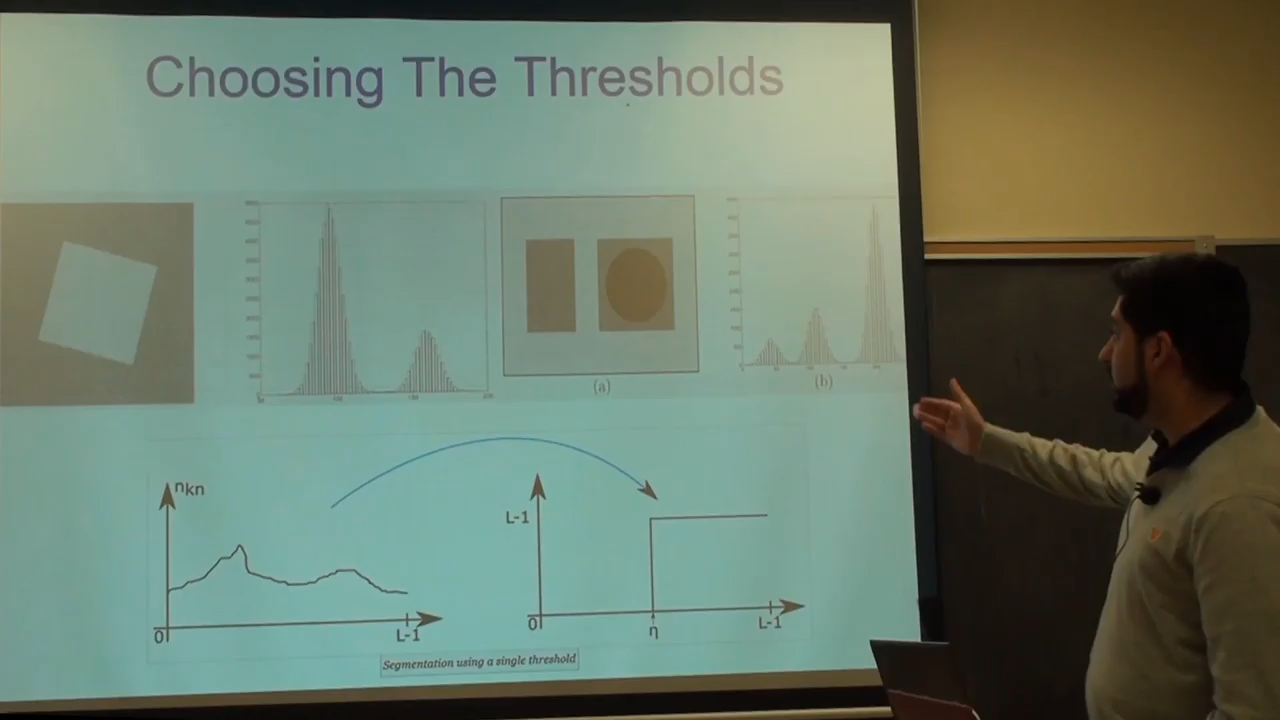 Choosing The Thresholds
(a)
(b)
nkn
0
L-1
L-1
0
η
L-1
Segmentation using a single threshold